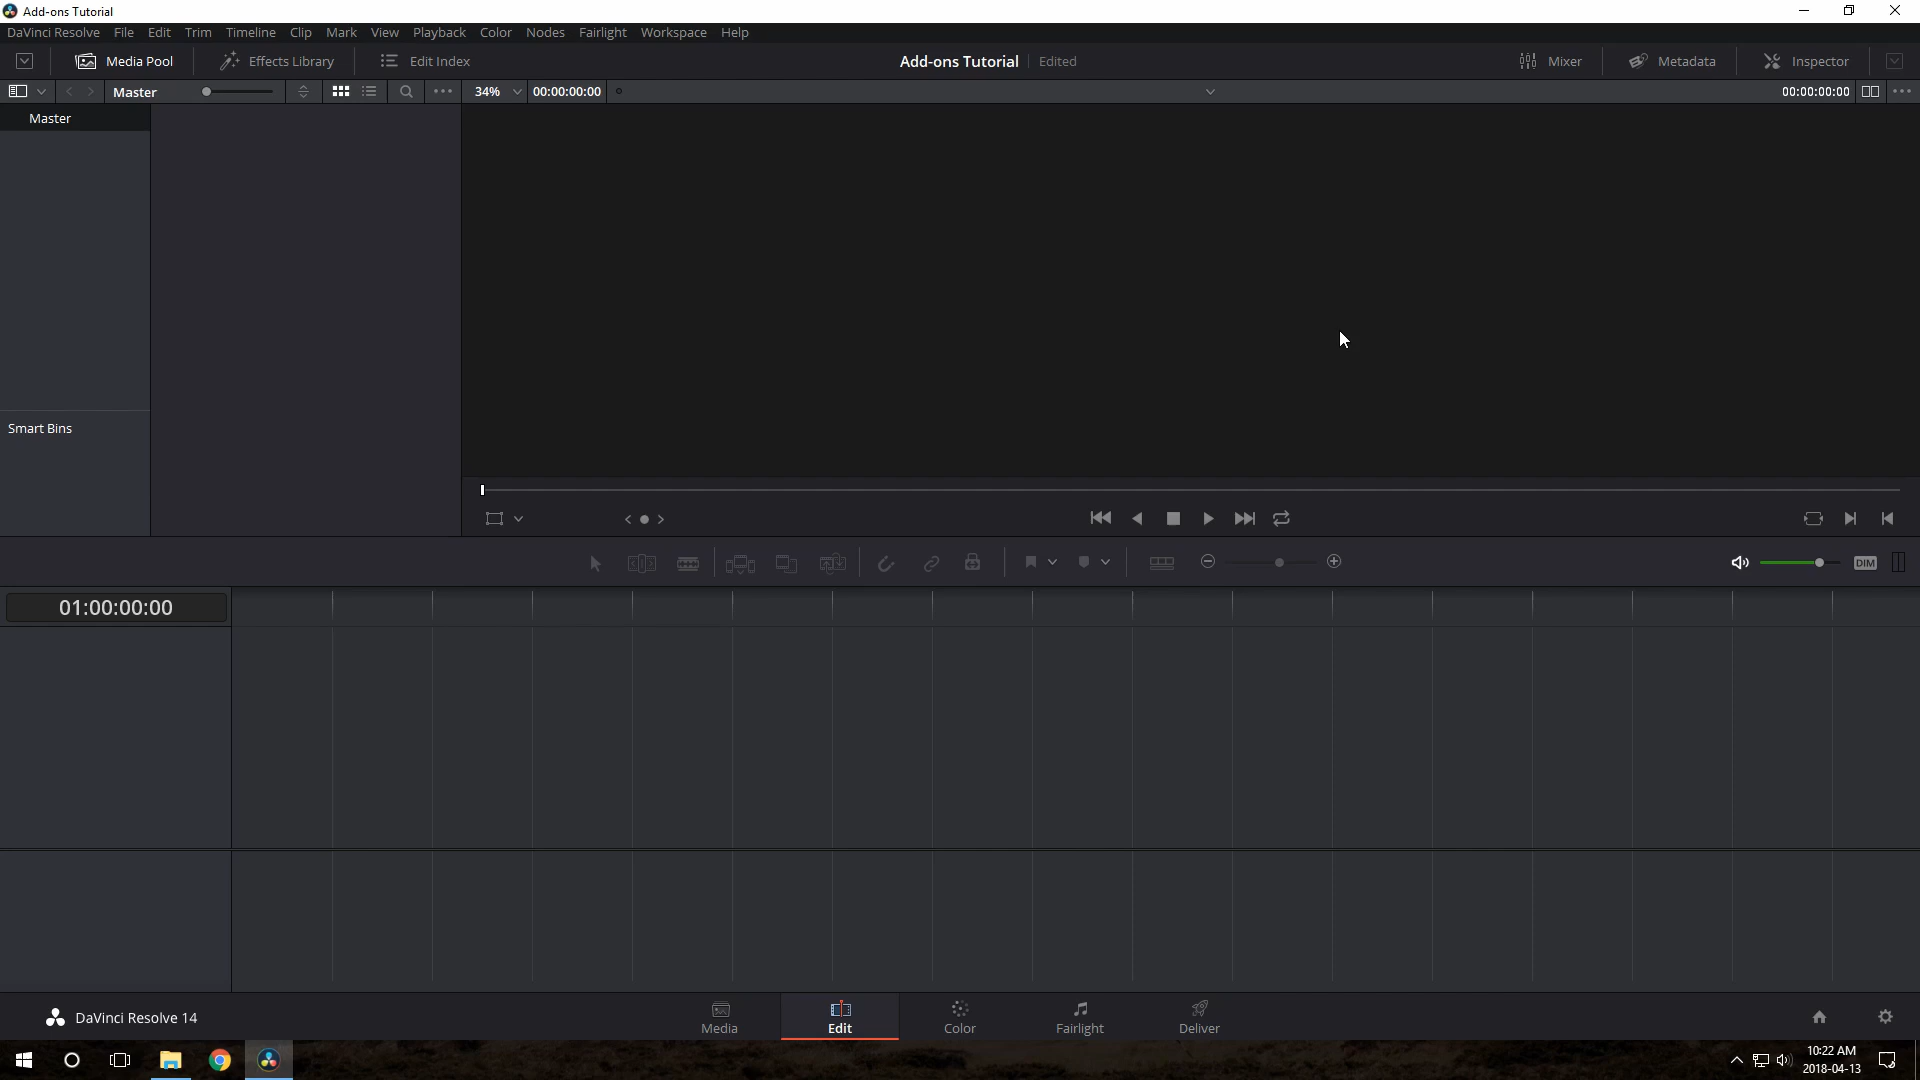 Add-ons Tutorial
DaVinci Resolve File Edit Trim Timeline Clip Mark View Playback Color Nodes Fairlight Workspace Help
Media Pool Effects Library Edit Index Add-ons Tutorial Edited Mixer Metadata Inspector
Master 34% 00:00:00:00 00:00:00:00
Master
Smart Bins
DIM
01:00:00:00
DaVinci Resolve 14 Media Edit Color Fairlight Deliver
10:22 AM
2018-04-13